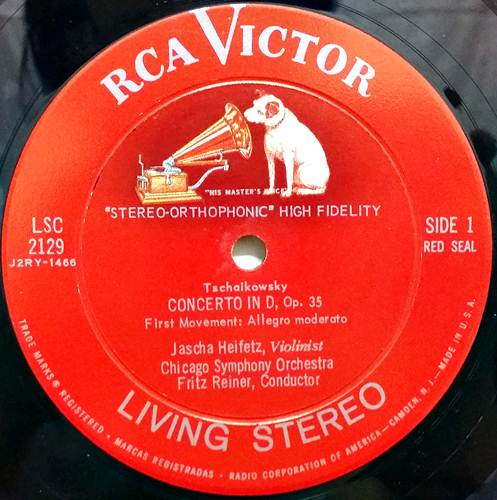 RCA VICTOR
"HIS MASTER'S VOICE"
"STEREO-ORTHOPHONIC" HIGH FIDELITY
LSC
2129
J2RY-1466
SIDE 1
RED SEAL
Tschaikowsky
CONCERTO IN D, Op. 35
First Movement: Allegro moderato
Jascha Heifetz, Violinist
Chicago Symphony Orchestra
Fritz Reiner, Conductor
LIVING STEREO
TRADE MARKS ® REGISTERED • MARCAS REGISTRADAS • RADIO CORPORATION OF AMERICA—CAMDEN, N. J.—MADE IN U.S.A.